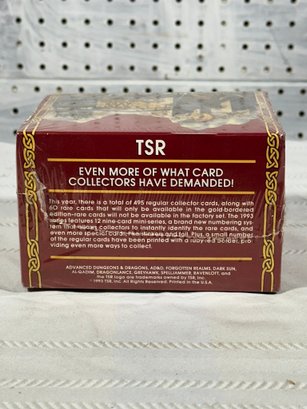 TSR
EVEN MORE OF WHAT CARD
COLLECTORS HAVE DEMANDED!
This year, there is a total of 495 regular collector cards, along with
60 rare cards that will only be available in the gold-bordered
edition-rare cards will not be available in the factory set. The 1993
series features 12 nine-card mini-series, a brand new numbering sys-
tem that allows collectors to instantly identify the rare cards, and
even more special cards. Plus, a small number
of the regular cards have been printed with a ruby-red border, pro-
viding even more ways to collect.
ADVANCED DUNGEONS & DRAGONS, AD&D, FORGOTTEN REALMS, DARK SUN,
AL-QADIM, DRAGONLANCE, GREYHAWK, SPELLJAMMER, RAVENLOFT, and
the TSR logo are trademarks owned by TSR, Inc.
1993 TSR, Inc. All Rights Reserved. Printed in the U.S.A.